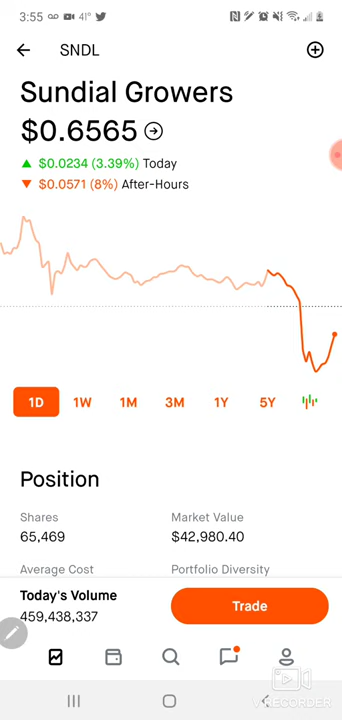 3:55 41°
SNDL
Sundial Growers
$0.6565
▲ $0.0234 (3.39%) Today
▼ $0.0571 (8%) After-Hours
1D 1W 1M 3M 1Y 5Y
Position
Shares Market Value
65,469 $42,980.40
Average Cost Portfolio Diversity
Today's Volume
459,438,337
Trade
VRECORDER